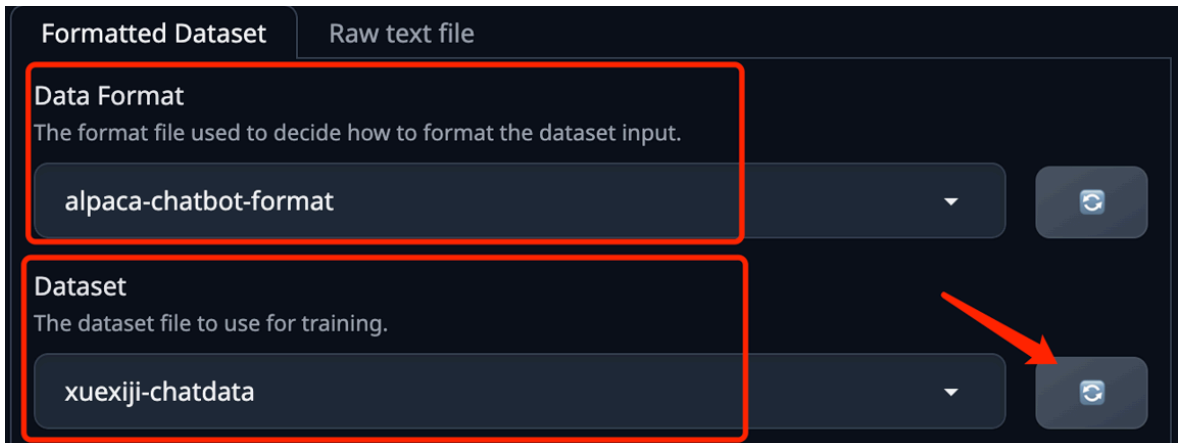 Formatted Dataset Raw text file
Data Format
The format file used to decide how to format the dataset input.
alpaca-chatbot-format
Dataset
The dataset file to use for training.
xuexiji-chatdata